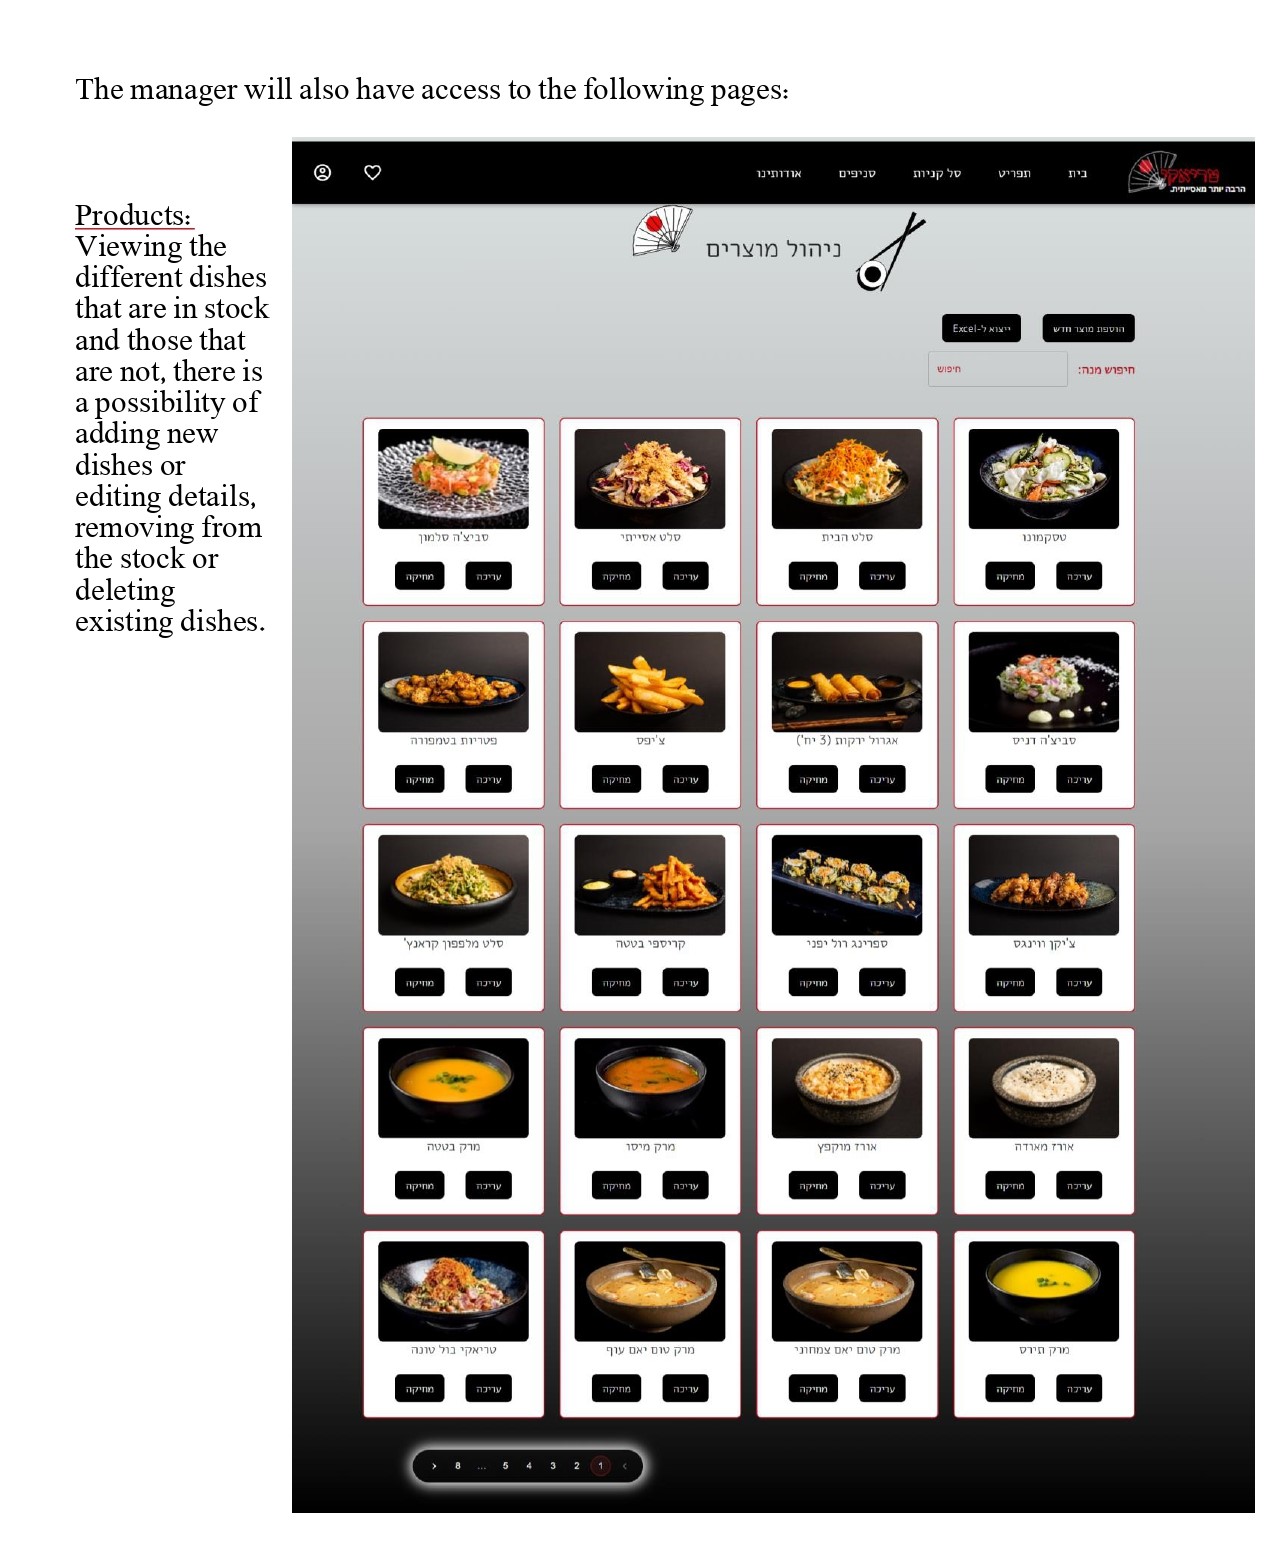 The manager will also have access to the following pages:
Products:
Viewing the
different dishes
that are in stock
and those that
are not, there is
a possibility of
adding new
dishes or
editing details,
removing from
the stock or
deleting
existing dishes.
טריאקי
הרבה יותר מאסייתית.
בית תפריט סל קניות סניפים אודותינו
ניהול מוצרים
הוספת מוצר חדש ייצוא ל-Excel
חיפוש מנה: חיפוש
טסקמונו סלט הבית סלט אסייתי סביצ'ה סלמון
עריכה מחיקה עריכה מחיקה עריכה מחיקה עריכה מחיקה
סביצ'ה דניס אגרול ירקות (3 יח') צ'יפס פטריות בטמפורה
עריכה מחיקה עריכה מחיקה עריכה מחיקה עריכה מחיקה
צ'יקן ווינגס ספרינג רול יפני קריספי בטטה סלט מלפפון קראנץ'
עריכה מחיקה עריכה מחיקה עריכה מחיקה עריכה מחיקה
אורז מאודה אורז מוקפץ מרק מיסו מרק בטטה
עריכה מחיקה עריכה מחיקה עריכה מחיקה עריכה מחיקה
מרק תירס מרק טום יאם צמחוני מרק טום יאם עוף טריאקי בול טונה
עריכה מחיקה עריכה מחיקה עריכה מחיקה עריכה מחיקה
1 2 3 4 5 ... 8